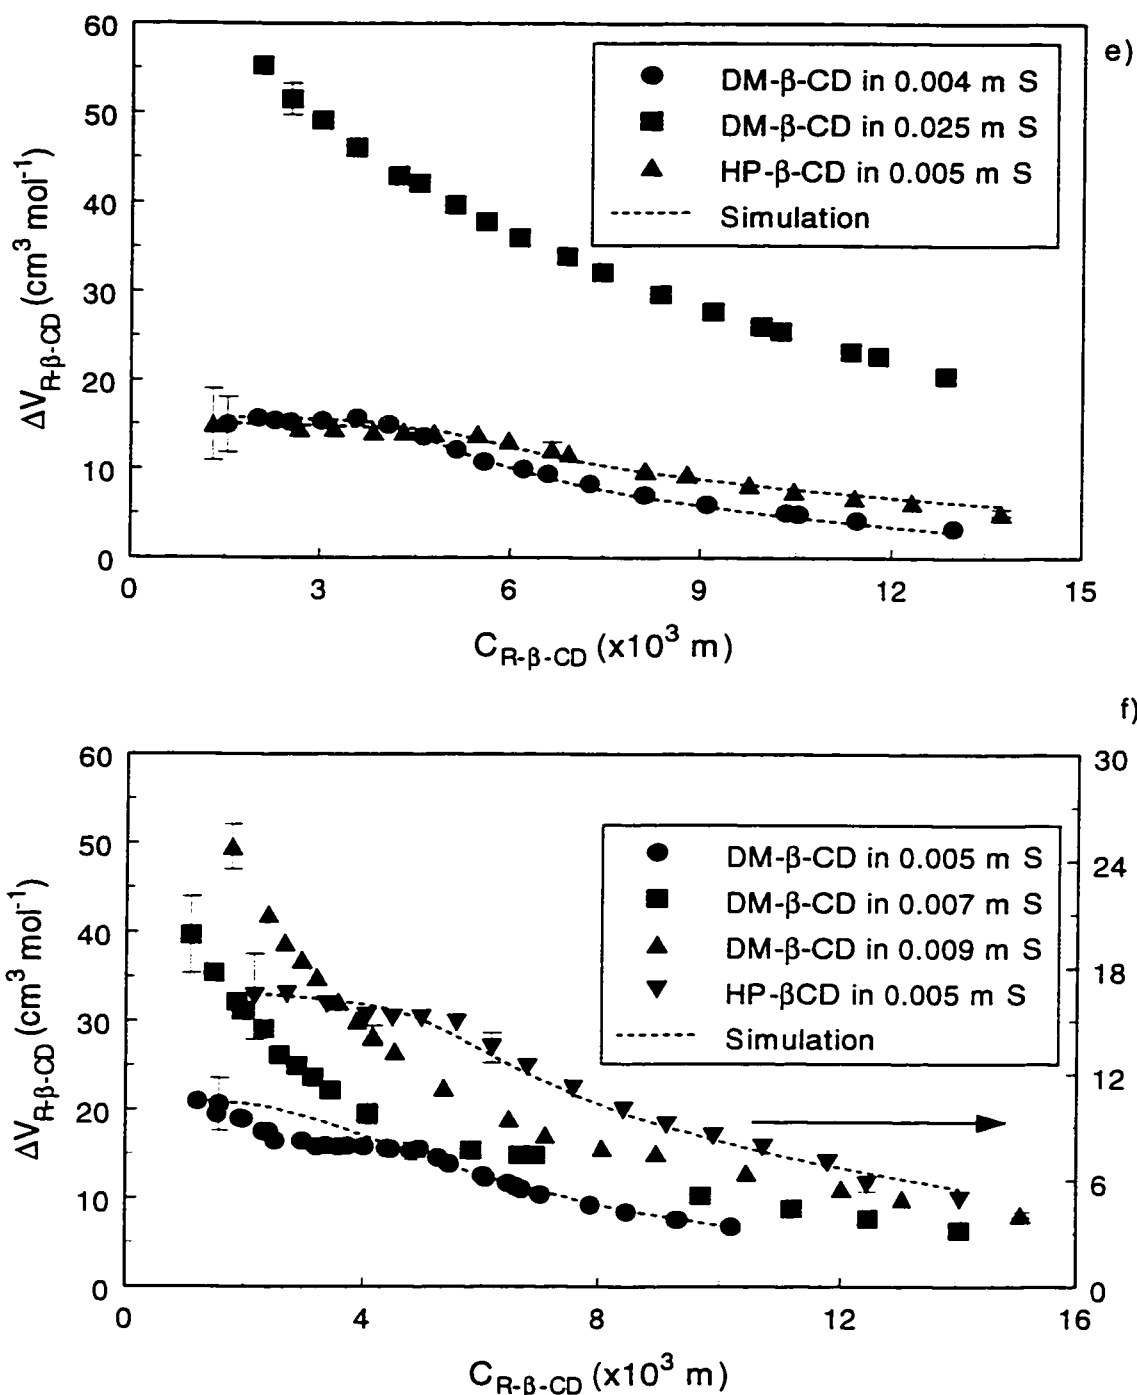 e)
60
50
40
30
20
10
0
ΔV_R-β-CD (cm³ mol⁻¹)
DM-β-CD in 0.004 m S
DM-β-CD in 0.025 m S
HP-β-CD in 0.005 m S
Simulation
0 3 6 9 12 15
C_R-β-CD (x10³ m)
f)
60
50
40
30
20
10
0
ΔV_R-β-CD (cm³ mol⁻¹)
30
24
18
12
6
0
DM-β-CD in 0.005 m S
DM-β-CD in 0.007 m S
DM-β-CD in 0.009 m S
HP-βCD in 0.005 m S
Simulation
0 4 8 12 16
C_R-β-CD (x10³ m)